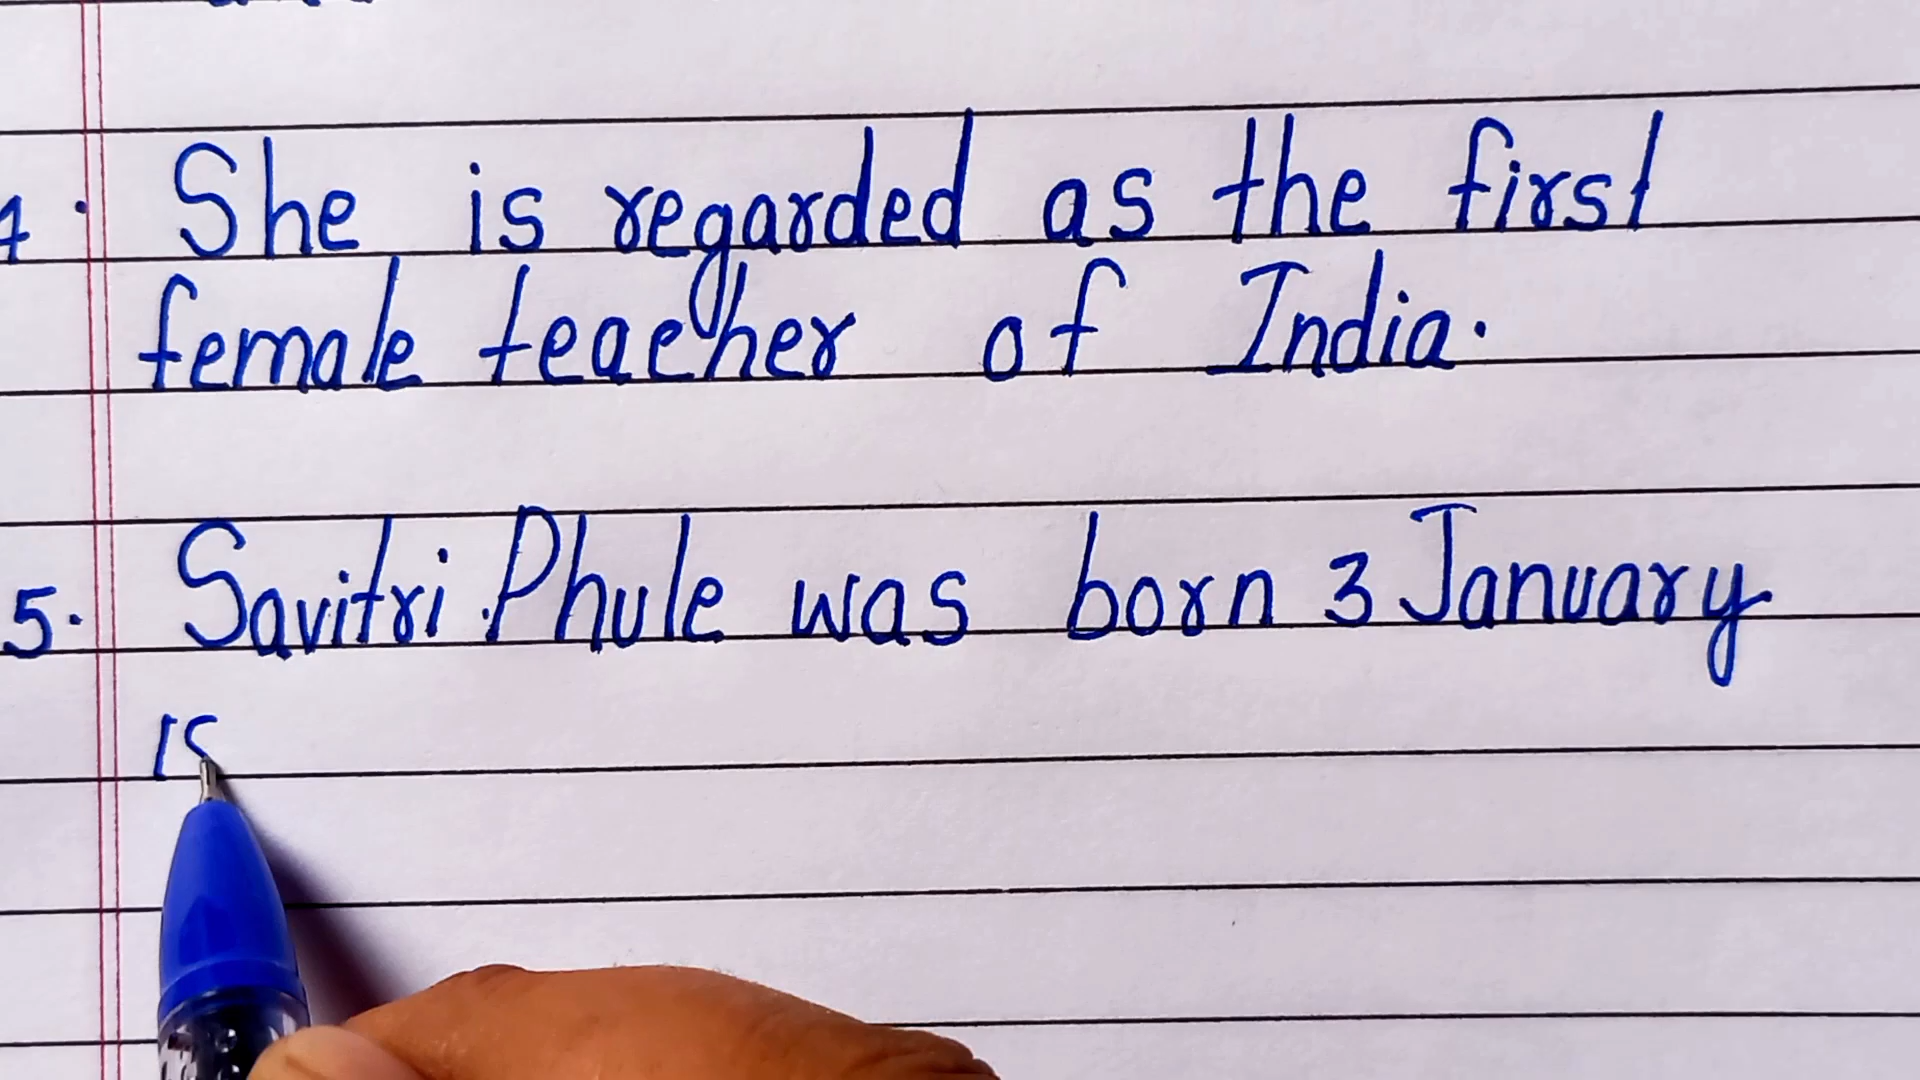 4. She is regarded as the first
female teacher of India.
5. Savitri Phule was born 3 January